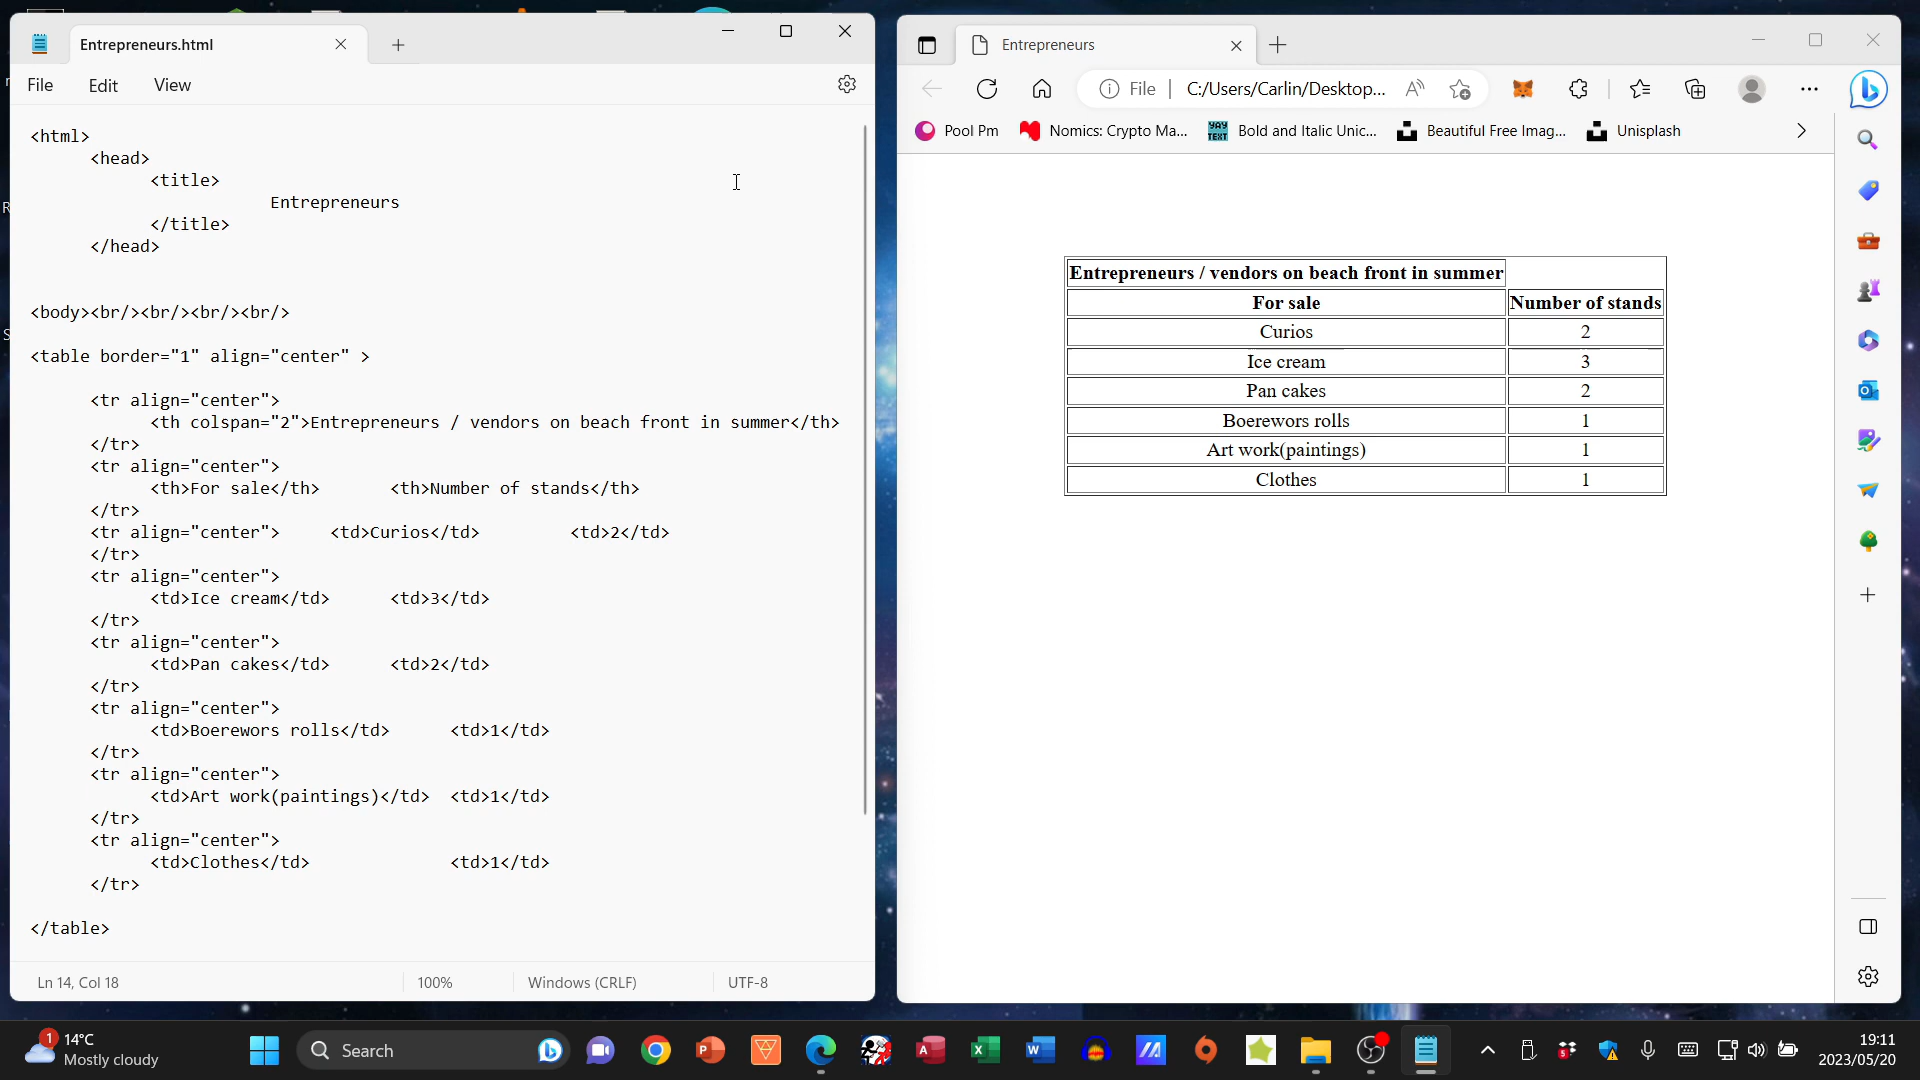 Entrepreneurs.html
File Edit View
<html>
<head>
<title>
Entrepreneurs
</title>
</head>
<body><br/><br/><br/><br/>
<table border="1" align="center" >
<tr align="center">
<th colspan="2">Entrepreneurs / vendors on beach front in summer</th>
</tr>
<tr align="center">
<th>For sale</th> <th>Number of stands</th>
</tr>
<tr align="center"> <td>Curios</td> <td>2</td>
</tr>
<tr align="center">
<td>Ice cream</td> <td>3</td>
</tr>
<tr align="center">
<td>Pan cakes</td> <td>2</td>
</tr>
<tr align="center">
<td>Boerewors rolls</td> <td>1</td>
</tr>
<tr align="center">
<td>Art work(paintings)</td> <td>1</td>
</tr>
<tr align="center">
<td>Clothes</td> <td>1</td>
</tr>
</table>
Ln 14, Col 18 100% Windows (CRLF) UTF-8
Entrepreneurs
File C:/Users/Carlin/Desktop...
Pool Pm Nomics: Crypto Ma... YAY TEXT Bold and Italic Unic... Beautiful Free Imag... Unisplash
Entrepreneurs / vendors on beach front in summer
For sale Number of stands
Curios 2
Ice cream 3
Pan cakes 2
Boerewors rolls 1
Art work(paintings) 1
Clothes 1
1 14°C
Mostly cloudy
Search
19:11
2023/05/20